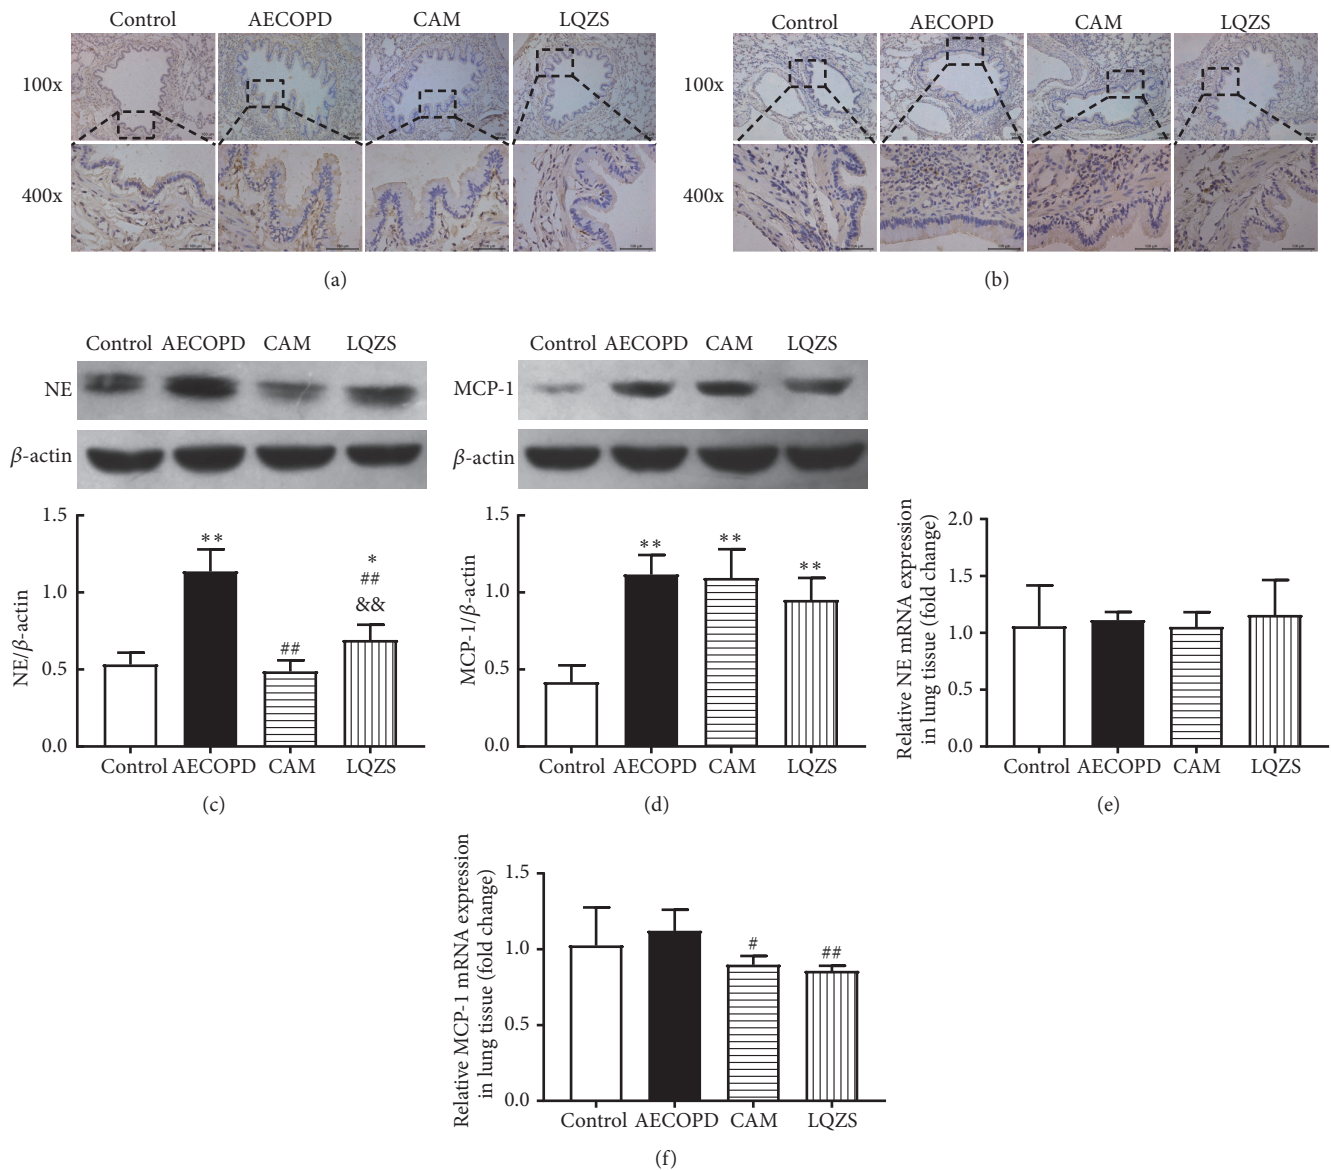 Control AECOPD CAM LQZS
100x
400x
(a)
Control AECOPD CAM LQZS
100x
400x
(b)
Control AECOPD CAM LQZS
NE
β-actin
NE/β-actin
1.5
1.0
0.5
0.0
**
##
*
##
&&
Control AECOPD CAM LQZS
(c)
Control AECOPD CAM LQZS
MCP-1
β-actin
MCP-1/β-actin
1.5
1.0
0.5
0.0
**
**
**
Control AECOPD CAM LQZS
(d)
Relative NE mRNA expression
in lung tissue (fold change)
2.0
1.5
1.0
0.5
0.0
Control AECOPD CAM LQZS
(e)
Relative MCP-1 mRNA expression
in lung tissue (fold change)
1.5
1.0
0.5
0.0
#
##
Control AECOPD CAM LQZS
(f)